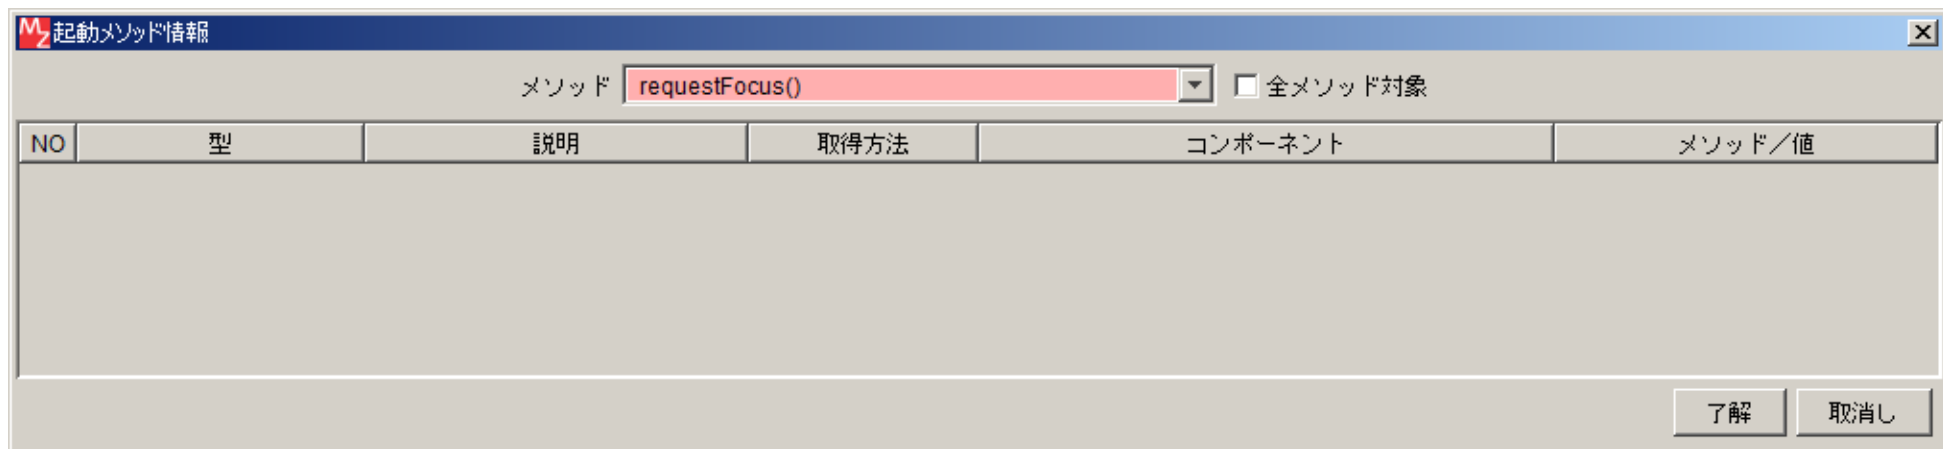 MZ 起動メソッド情報
メソッド requestFocus() 全メソッド対象
NO 型 説明 取得方法 コンポーネント メソッド／値
了解 取消し